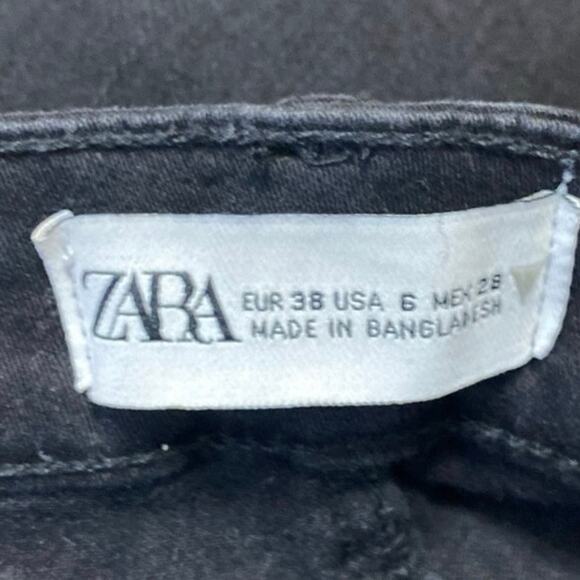 ZARA
EUR 38 USA 6 MEX 28
MADE IN BANGLADESH